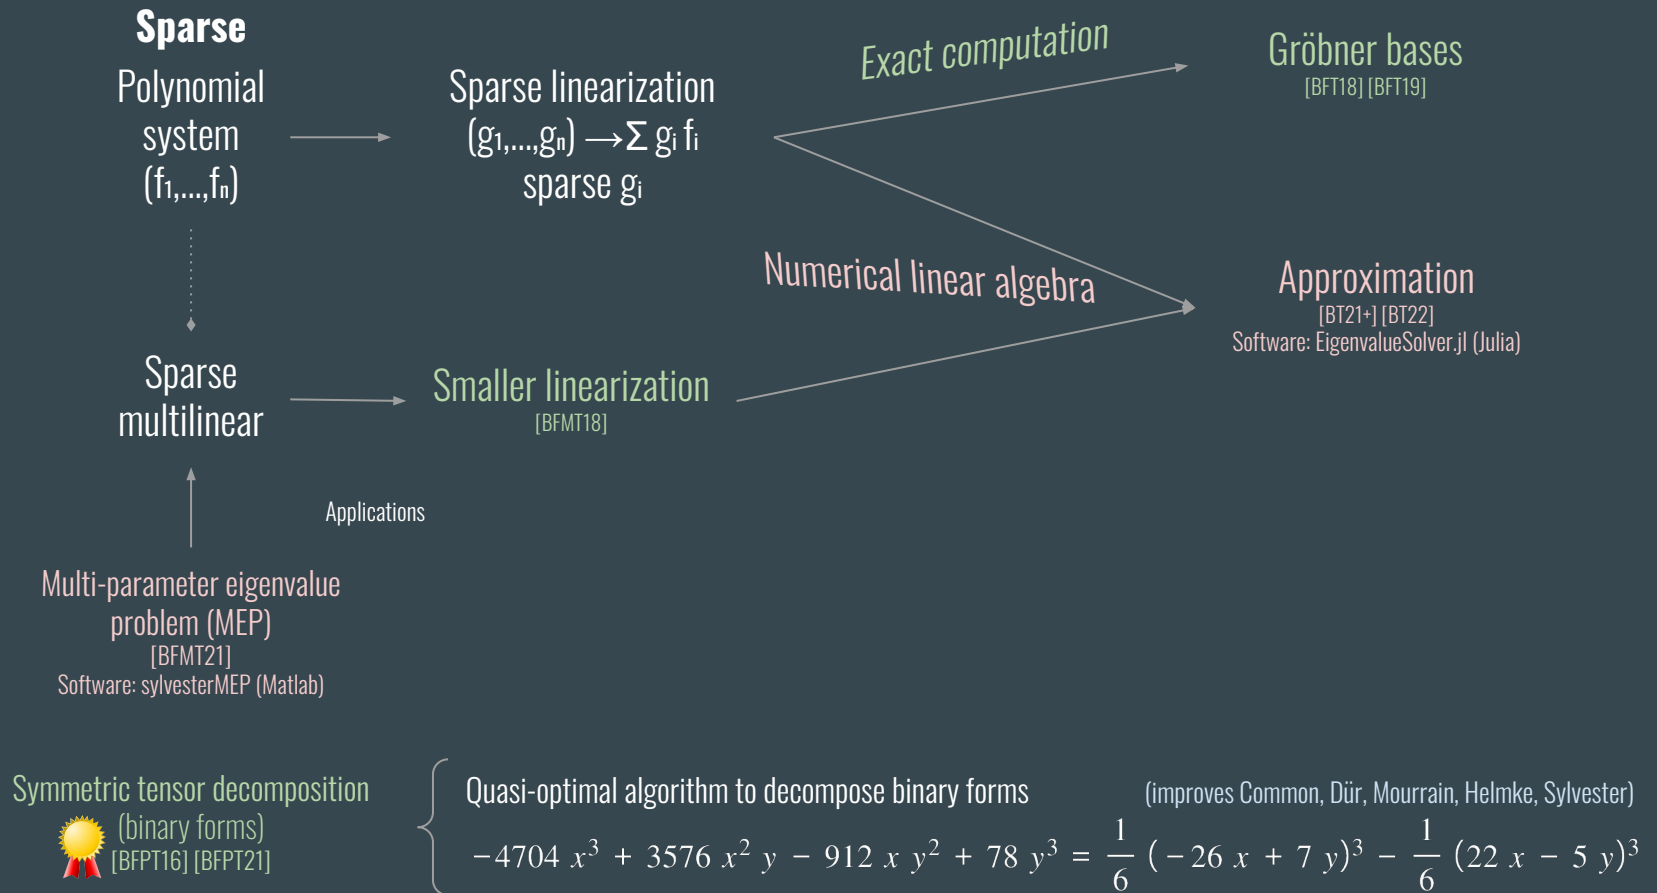 Sparse
Polynomial
system
(f₁,...,fₙ)
Sparse linearization
(g₁,...,gₙ) →Σ gᵢ fᵢ
sparse gᵢ
Exact computation
Gröbner bases
[BFT18] [BFT19]
Numerical linear algebra
Approximation
[BT21+] [BT22]
Software: EigenvalueSolver.jl (Julia)
Sparse
multilinear
Smaller linearization
[BFMT18]
Applications
Multi-parameter eigenvalue
problem (MEP)
[BFMT21]
Software: sylvesterMEP (Matlab)
Symmetric tensor decomposition
(binary forms)
[BFPT16] [BFPT21]
Quasi-optimal algorithm to decompose binary forms
(improves Common, Dür, Mourrain, Helmke, Sylvester)
−4704 x³ + 3576 x² y − 912 x y² + 78 y³ = 1/6 (−26 x + 7 y)³ − 1/6 (22 x − 5 y)³